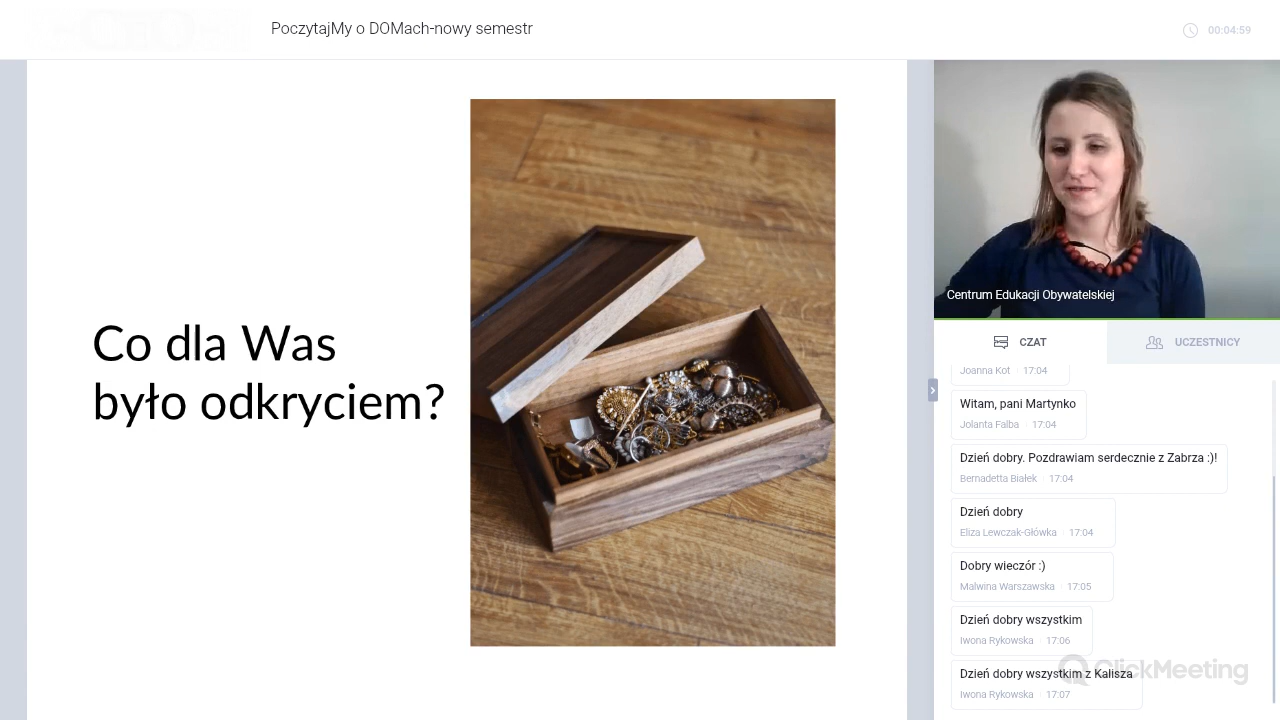 PoczytajMy o DOMach-nowy semestr
00:04:59
Co dla Was
było odkryciem?
Centrum Edukacji Obywatelskiej
CZAT
UCZESTNICY
Joanna Kot 17:04
Witam, pani Martynko
Jolanta Falba 17:04
Dzień dobry. Pozdrawiam serdecznie z Zabrza :)!
Bernadetta Białek 17:04
Dzień dobry
Eliza Lewczak-Główka 17:04
Dobry wieczór :)
Malwina Warszawska 17:05
Dzień dobry wszystkim
Iwona Rykowska 17:06
Dzień dobry wszystkim z Kalisza
Iwona Rykowska 17:07
ClickMeeting